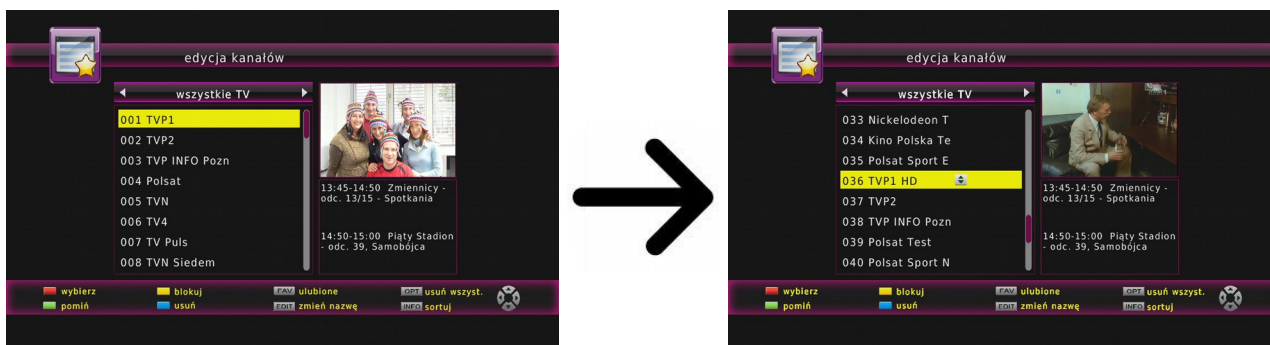 edycja kanałów
wszystkie TV
001 TVP1
002 TVP2
003 TVP INFO Pozn
004 Polsat
005 TVN
006 TV4
007 TV Puls
008 TVN Siedem
13:45-14:50 Zmiennicy -
odc. 13/15 - Spotkania
14:50-15:00 Piąty Stadion
- odc. 39, Samobójca
wybierz
blokuj
FAV ulubione
OPT usuń wszyst.
pomiń
usuń
EDIT zmień nazwę
INFO sortuj
edycja kanałów
wszystkie TV
033 Nickelodeon T
034 Kino Polska Te
035 Polsat Sport E
036 TVP1 HD
037 TVP2
038 TVP INFO Pozn
039 Polsat Test
040 Polsat Sport N
13:45-14:50 Zmiennicy -
odc. 13/15 - Spotkania
14:50-15:00 Piąty Stadion
- odc. 39, Samobójca
wybierz
blokuj
FAV ulubione
OPT usuń wszyst.
pomiń
usuń
EDIT zmień nazwę
INFO sortuj